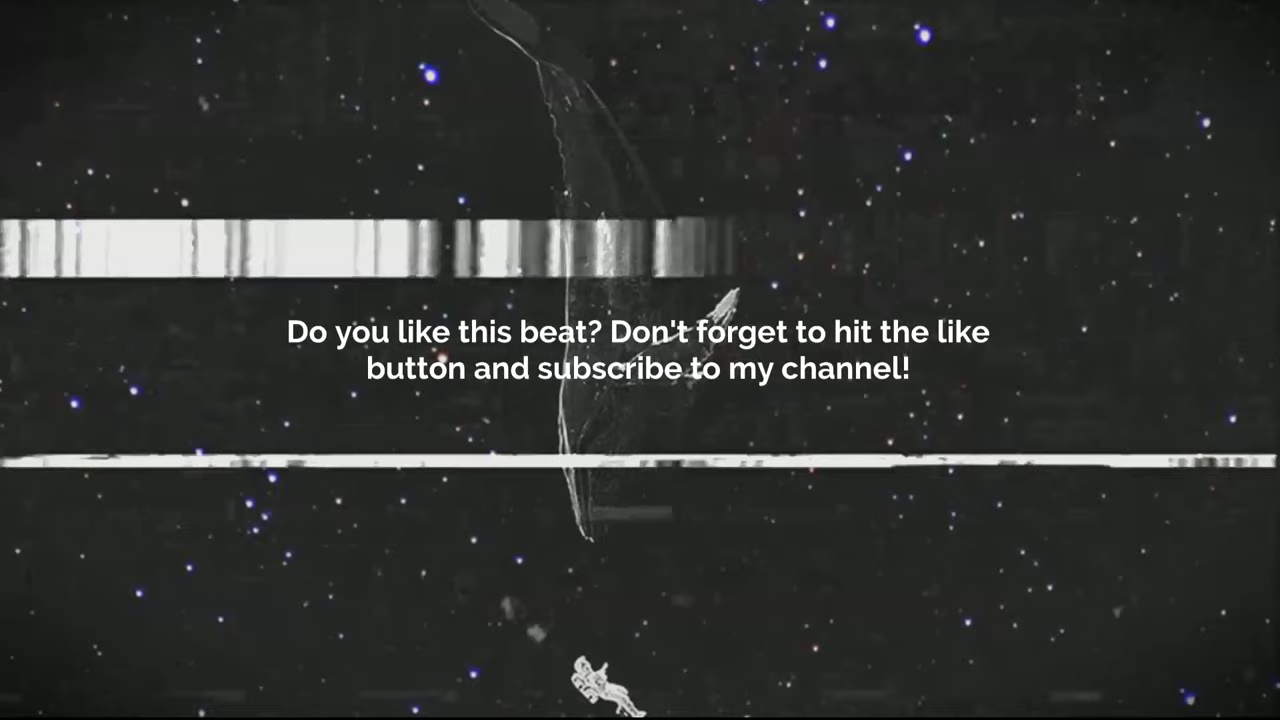 Do you like this beat? Don't forget to hit the like
button and subscribe to my channel!